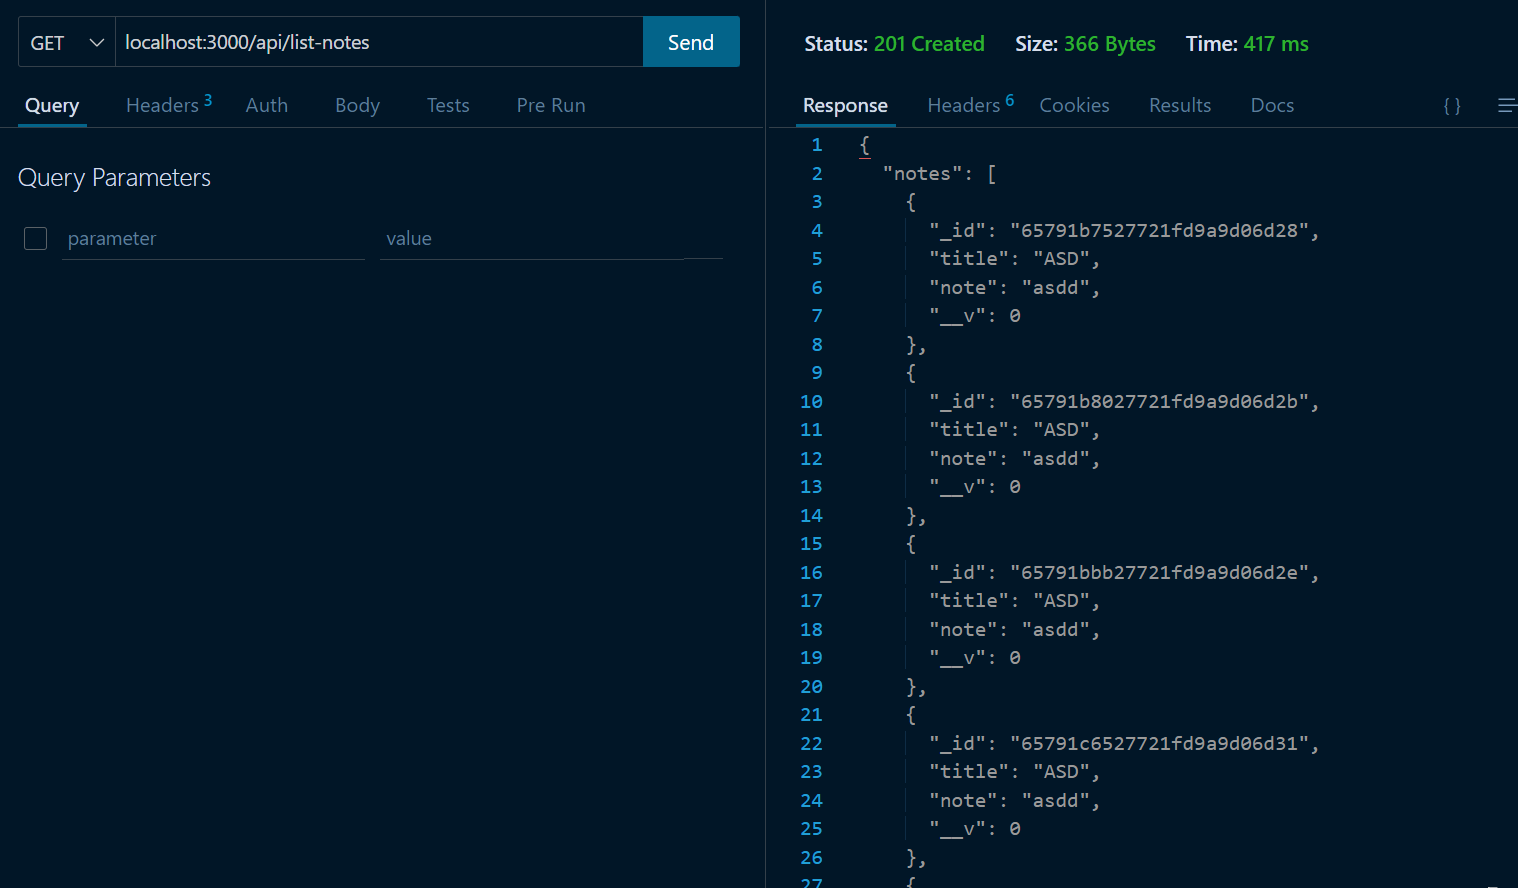 GET localhost:3000/api/list-notes Send
Query Headers 3 Auth Body Tests Pre Run
Query Parameters
parameter value
Status: 201 Created Size: 366 Bytes Time: 417 ms
Response Headers 6 Cookies Results Docs { }
1 {
2 "notes": [
3 {
4 "_id": "65791b7527721fd9a9d06d28",
5 "title": "ASD",
6 "note": "asdd",
7 "__v": 0
8 },
9 {
10 "_id": "65791b8027721fd9a9d06d2b",
11 "title": "ASD",
12 "note": "asdd",
13 "__v": 0
14 },
15 {
16 "_id": "65791bbb27721fd9a9d06d2e",
17 "title": "ASD",
18 "note": "asdd",
19 "__v": 0
20 },
21 {
22 "_id": "65791c6527721fd9a9d06d31",
23 "title": "ASD",
24 "note": "asdd",
25 "__v": 0
26 },
27 {